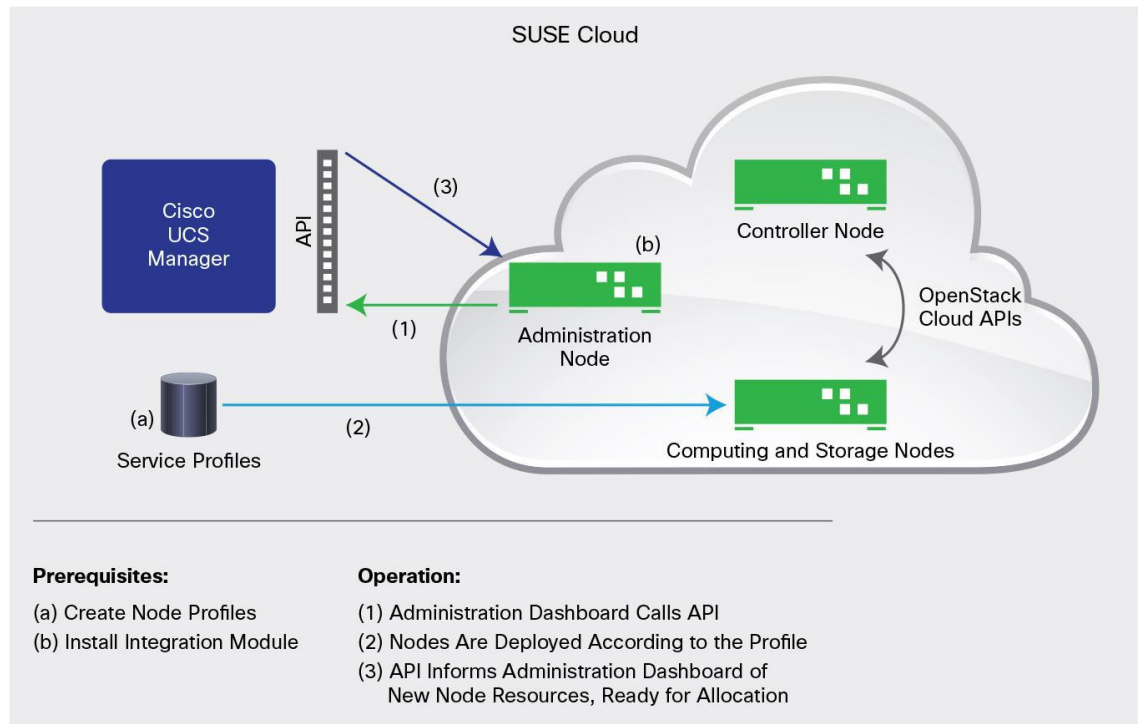 SUSE Cloud
Cisco
UCS
Manager
API
(3)
(1)
(b)
Administration
Node
Controller Node
OpenStack
Cloud APIs
(a)
Service Profiles
(2)
Computing and Storage Nodes
Prerequisites:
(a) Create Node Profiles
(b) Install Integration Module
Operation:
(1) Administration Dashboard Calls API
(2) Nodes Are Deployed According to the Profile
(3) API Informs Administration Dashboard of
New Node Resources, Ready for Allocation